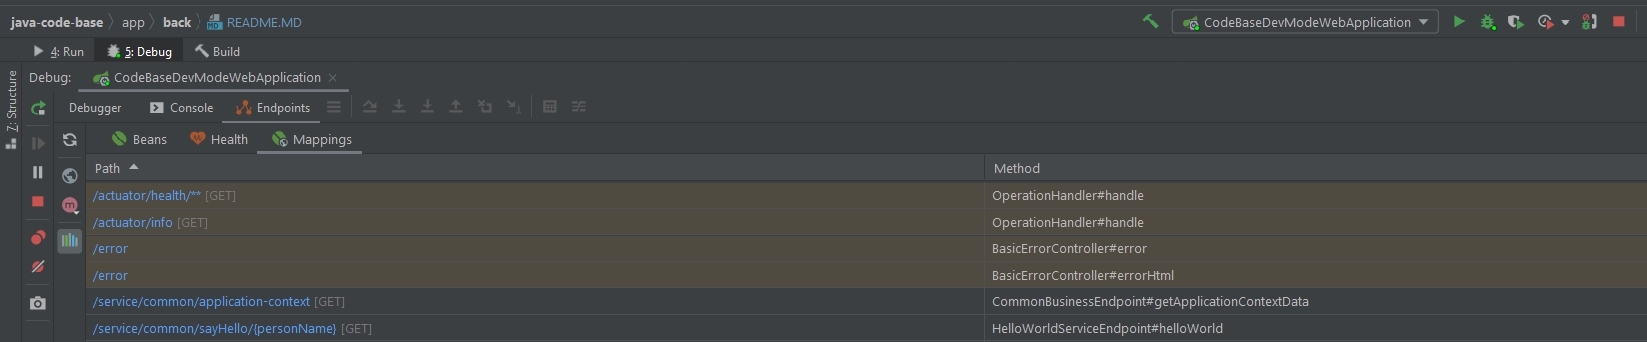 java-code-base app back README.MD CodeBaseDevModeWebApplication
4: Run 5: Debug Build
Debug: CodeBaseDevModeWebApplication
Z: Structure
Debugger Console Endpoints
Beans Health Mappings
Path Method
/actuator/health/** [GET] OperationHandler#handle
/actuator/info [GET] OperationHandler#handle
/error BasicErrorController#error
/error BasicErrorController#errorHtml
/service/common/application-context [GET] CommonBusinessEndpoint#getApplicationContextData
/service/common/sayHello/{personName} [GET] HelloWorldServiceEndpoint#helloWorld